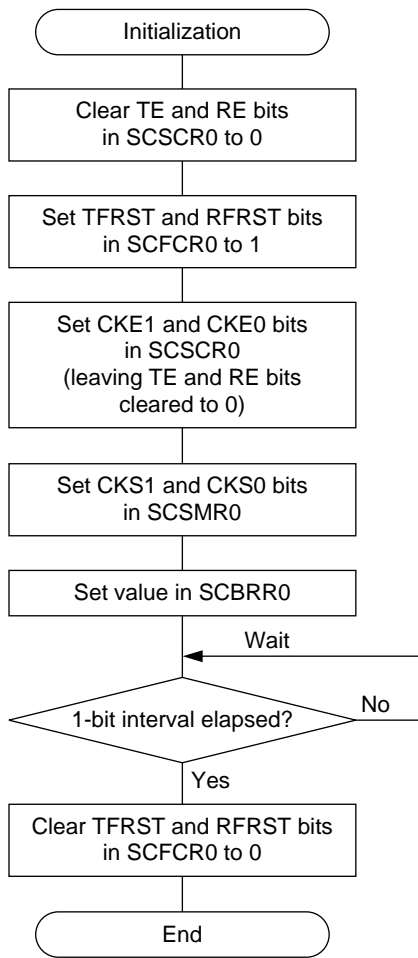 Initialization
Clear TE and RE bits
in SCSCR0 to 0
Set TFRST and RFRST bits
in SCFCR0 to 1
Set CKE1 and CKE0 bits
in SCSCR0
(leaving TE and RE bits
cleared to 0)
Set CKS1 and CKS0 bits
in SCSMR0
Set value in SCBRR0
Wait
1-bit interval elapsed?
No
Yes
Clear TFRST and RFRST bits
in SCFCR0 to 0
End